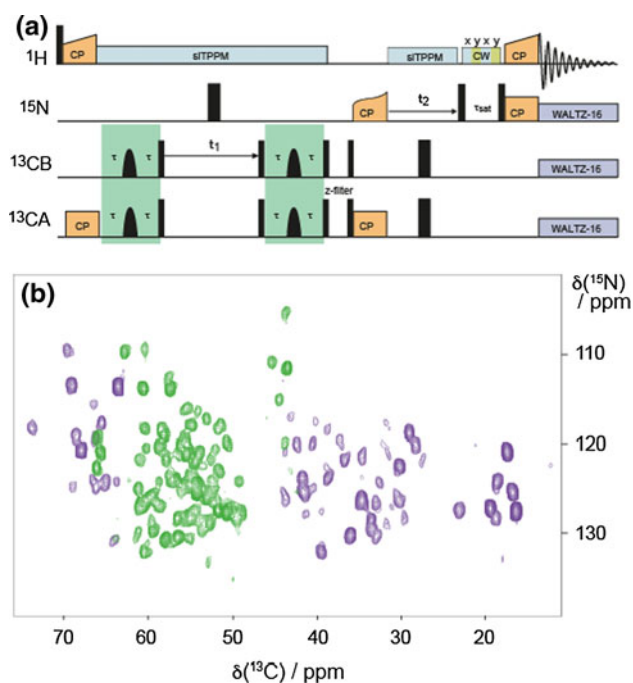 (a)
x y x y
1H CP slTPPM slTPPM CW CP
15N CP t2 τsat CP WALTZ-16
13CB τ τ t1 τ τ WALTZ-16
z-filter
13CA CP τ τ τ τ CP WALTZ-16
(b)
δ(15N)
/ ppm
110
120
130
70 60 50 40 30 20
δ(13C) / ppm